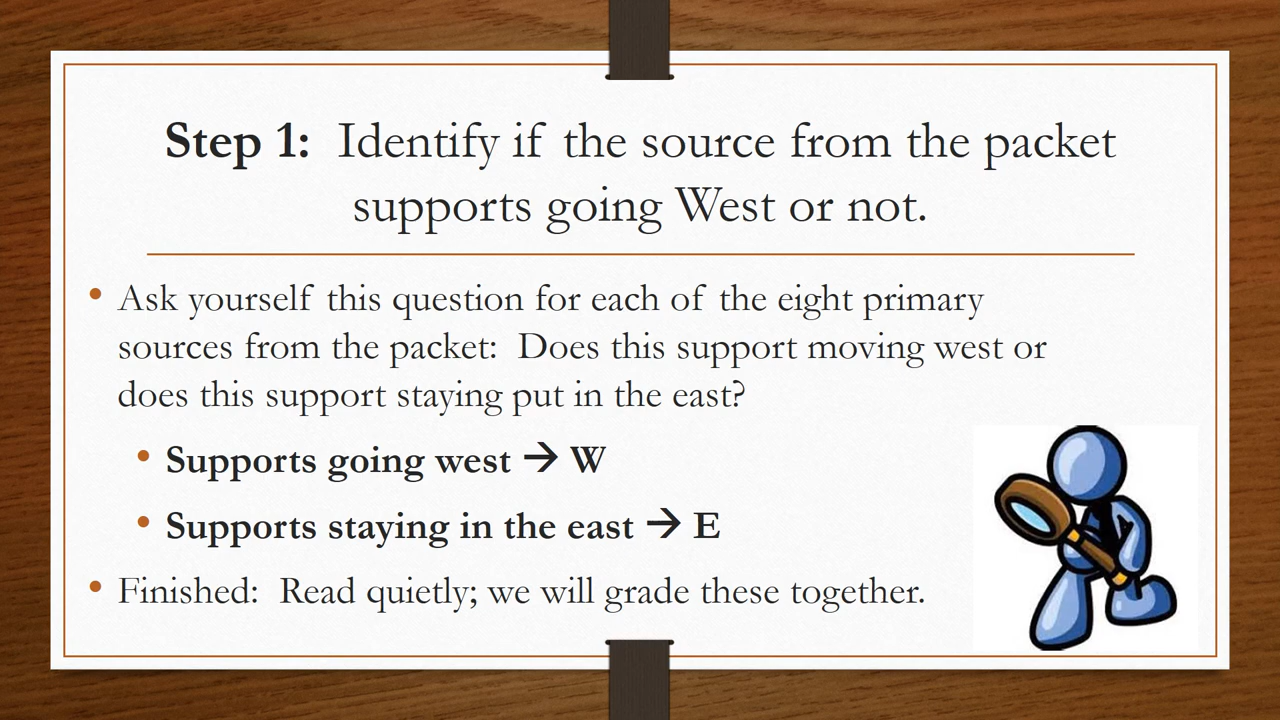 Step 1:  Identify if the source from the packet
supports going West or not.
• Ask yourself this question for each of the eight primary
sources from the packet:  Does this support moving west or
does this support staying put in the east?
• Supports going west → W
• Supports staying in the east → E
• Finished:  Read quietly; we will grade these together.